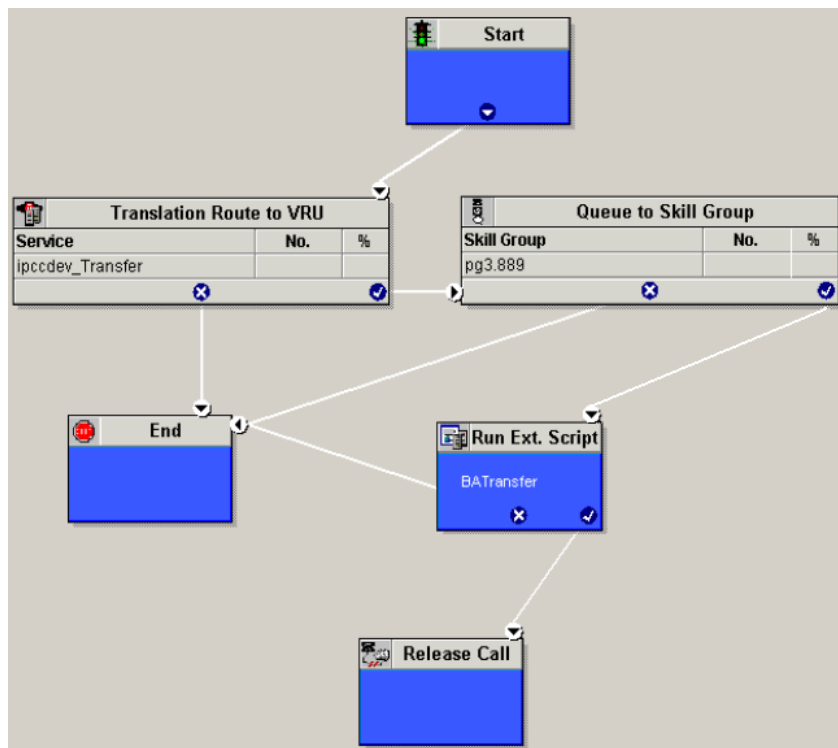 Start
Translation Route to VRU
Service No. %
ipccdev_Transfer
Queue to Skill Group
Skill Group No. %
pg3.889
End
Run Ext. Script
BATransfer
Release Call